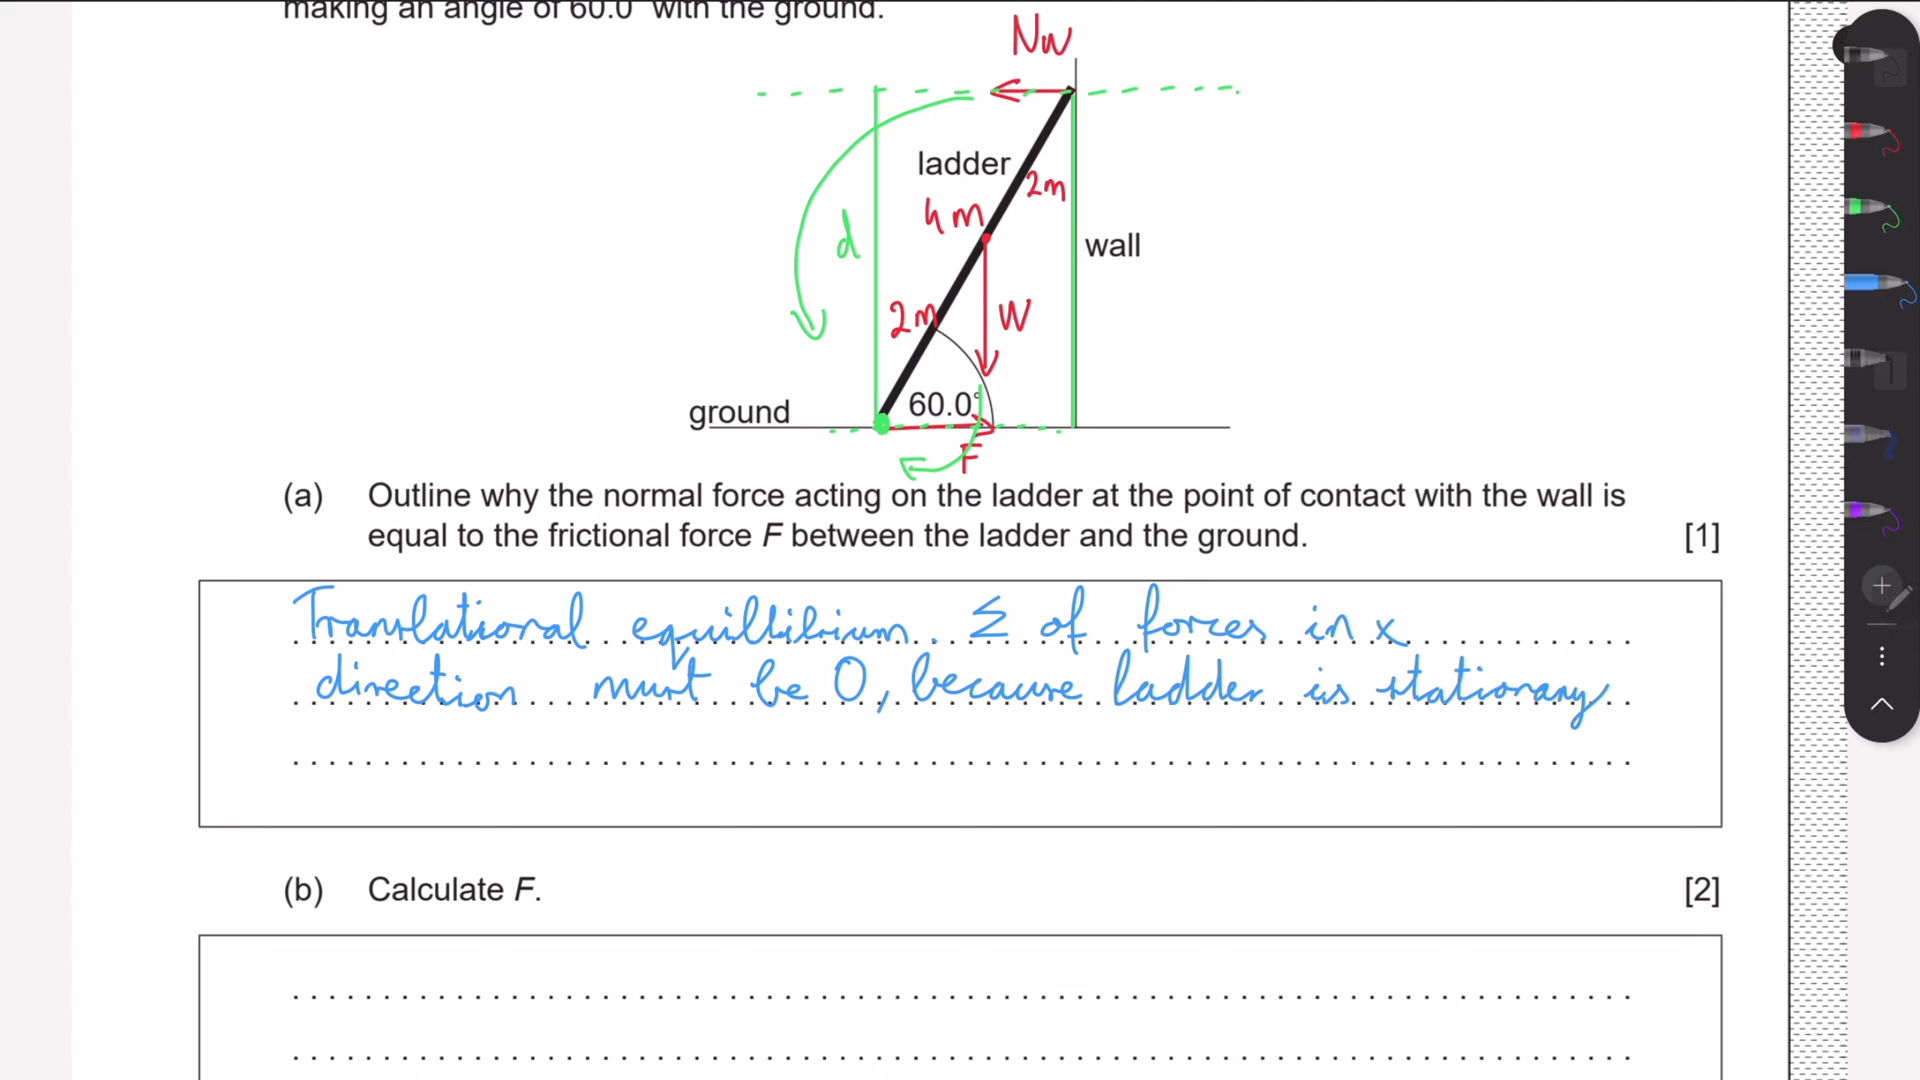 making an angle of 60.0° with the ground.
Nw
ladder
2m
4m
d
wall
2m
W
60.0°
ground
F
(a) Outline why the normal force acting on the ladder at the point of contact with the wall is
equal to the frictional force F between the ladder and the ground. [1]
Translational equillibrium. Σ of forces in x
direction must be 0, because ladder is stationary
(b) Calculate F. [2]